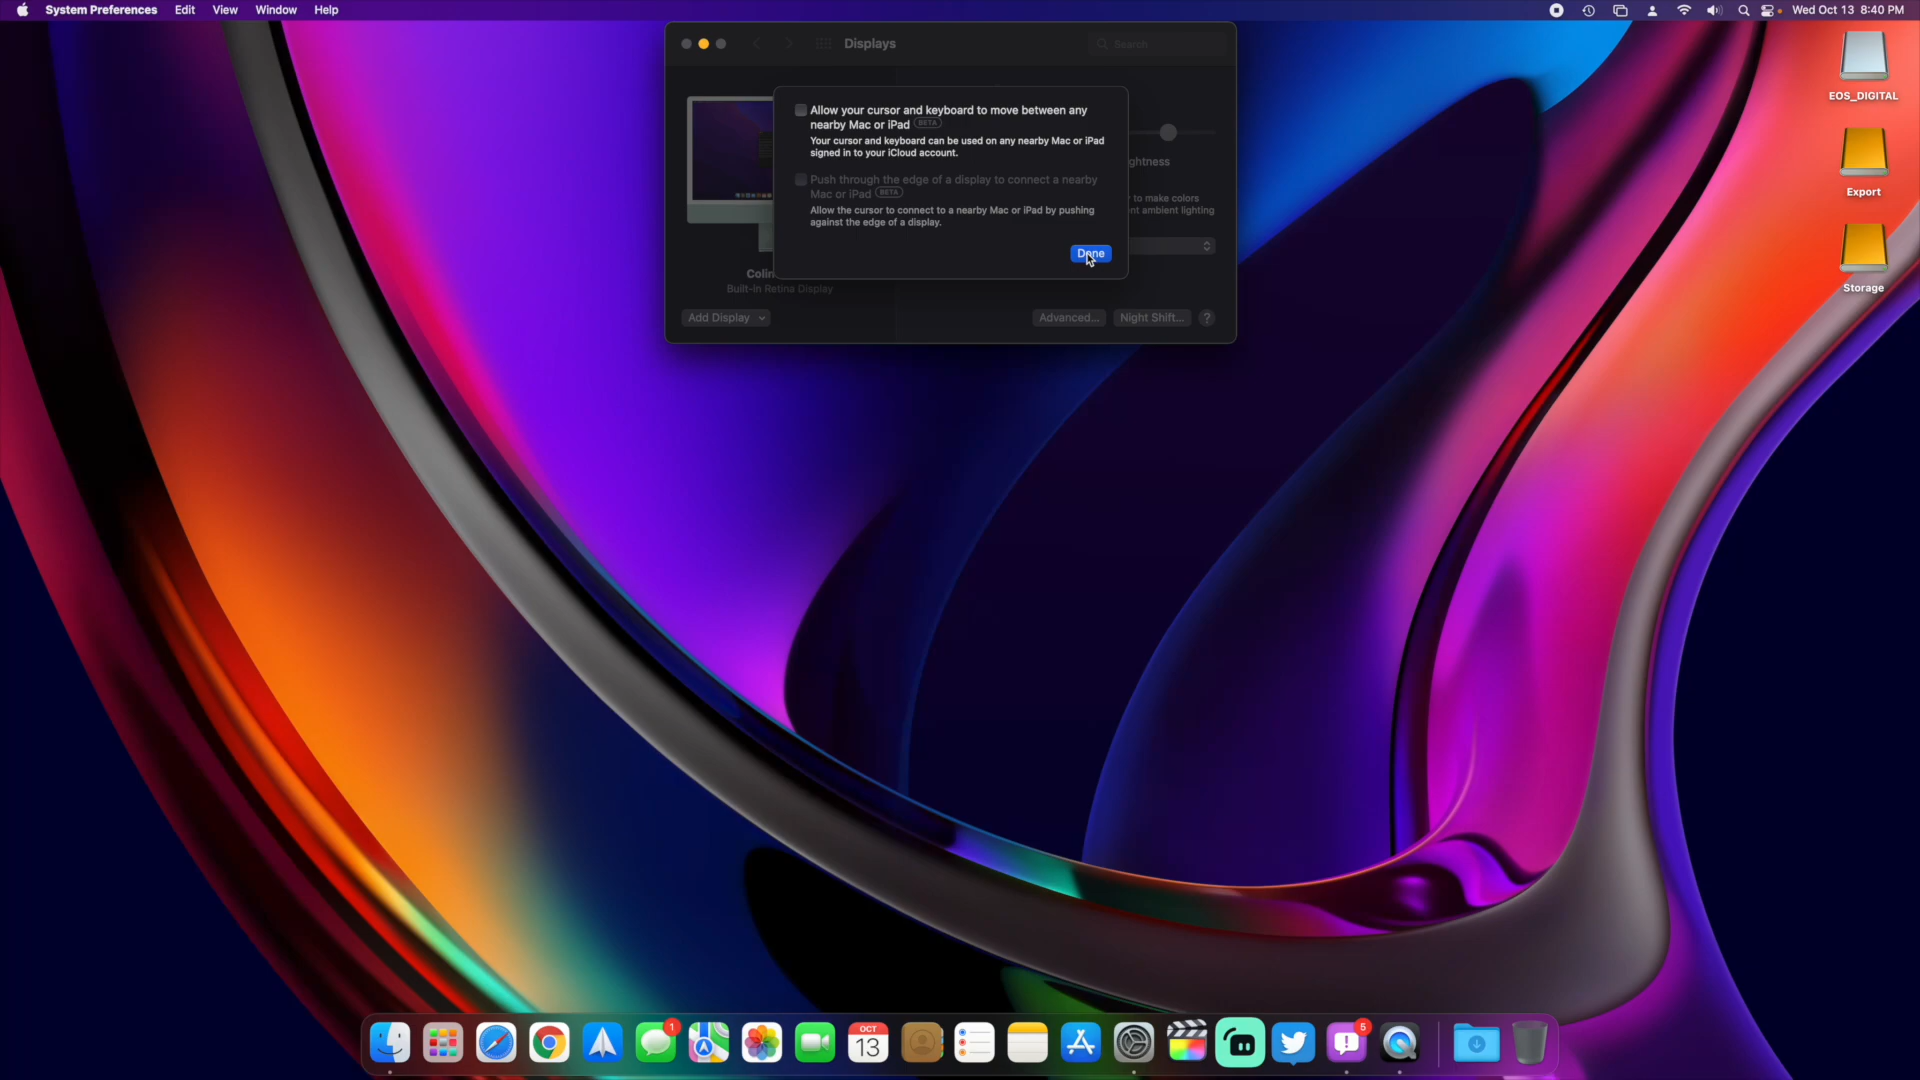 System Preferences Edit View Window Help
Wed Oct 13 8:40 PM
Displays
Search
Allow your cursor and keyboard to move between any
nearby Mac or iPad BETA
Your cursor and keyboard can be used on any nearby Mac or iPad
signed in to your iCloud account.
Push through the edge of a display to connect a nearby
Mac or iPad BETA
Allow the cursor to connect to a nearby Mac or iPad by pushing
against the edge of a display.
Done
ghtness
to make colors
nt ambient lighting
Colin
Built-in Retina Display
Add Display
Advanced...
Night Shift...
?
EOS_DIGITAL
Export
Storage
1
OCT
13
5